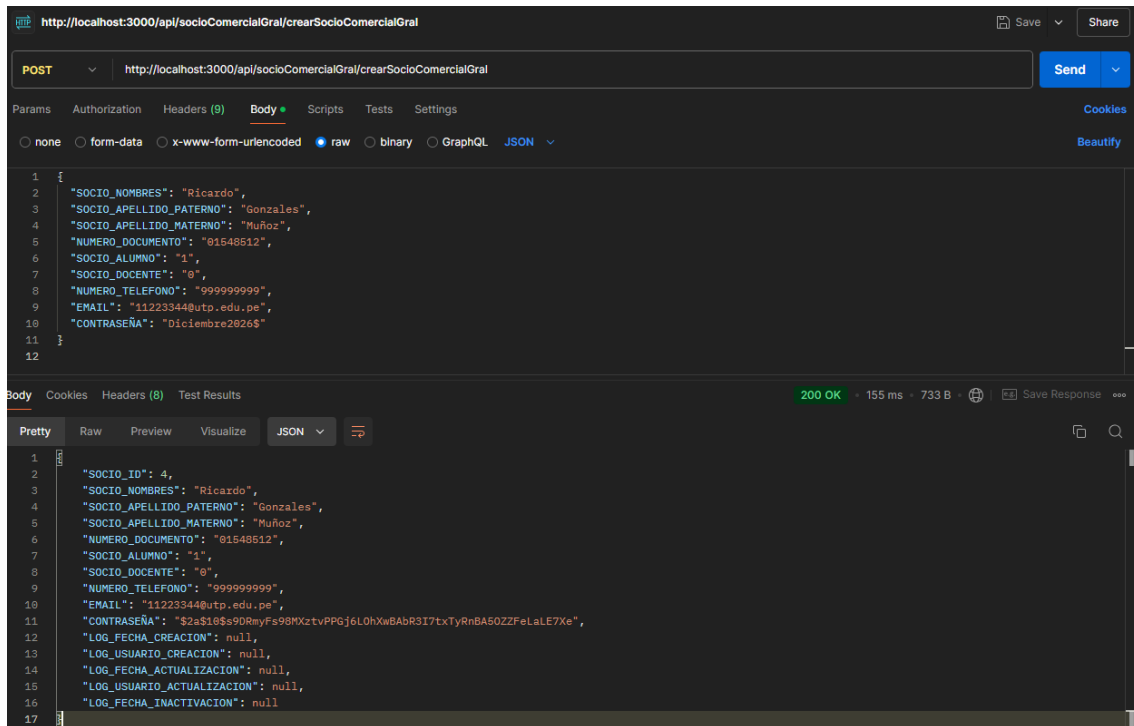 HTTP http://localhost:3000/api/socioComercialGral/crearSocioComercialGral Save Share
POST http://localhost:3000/api/socioComercialGral/crearSocioComercialGral Send
Params Authorization Headers (9) Body Scripts Tests Settings Cookies
none form-data x-www-form-urlencoded raw binary GraphQL JSON Beautify
1 {
2 "SOCIO_NOMBRES": "Ricardo",
3 "SOCIO_APELLIDO_PATERNO": "Gonzales",
4 "SOCIO_APELLIDO_MATERNO": "Muñoz",
5 "NUMERO_DOCUMENTO": "01548512",
6 "SOCIO_ALUMNO": "1",
7 "SOCIO_DOCENTE": "0",
8 "NUMERO_TELEFONO": "999999999",
9 "EMAIL": "11223344@utp.edu.pe",
10 "CONTRASEÑA": "Diciembre2026$"
11 }
12
Body Cookies Headers (8) Test Results 200 OK 155 ms 733 B Save Response
Pretty Raw Preview Visualize JSON
1 {
2 "SOCIO_ID": 4,
3 "SOCIO_NOMBRES": "Ricardo",
4 "SOCIO_APELLIDO_PATERNO": "Gonzales",
5 "SOCIO_APELLIDO_MATERNO": "Muñoz",
6 "NUMERO_DOCUMENTO": "01548512",
7 "SOCIO_ALUMNO": "1",
8 "SOCIO_DOCENTE": "0",
9 "NUMERO_TELEFONO": "999999999",
10 "EMAIL": "11223344@utp.edu.pe",
11 "CONTRASEÑA": "$2a$10$s9DRmyFs98MXztvPPGj6LOhXwBAbR3I7txTyRnBA5OZZFeLaLE7Xe",
12 "LOG_FECHA_CREACION": null,
13 "LOG_USUARIO_CREACION": null,
14 "LOG_FECHA_ACTUALIZACION": null,
15 "LOG_USUARIO_ACTUALIZACION": null,
16 "LOG_FECHA_INACTIVACION": null
17 }